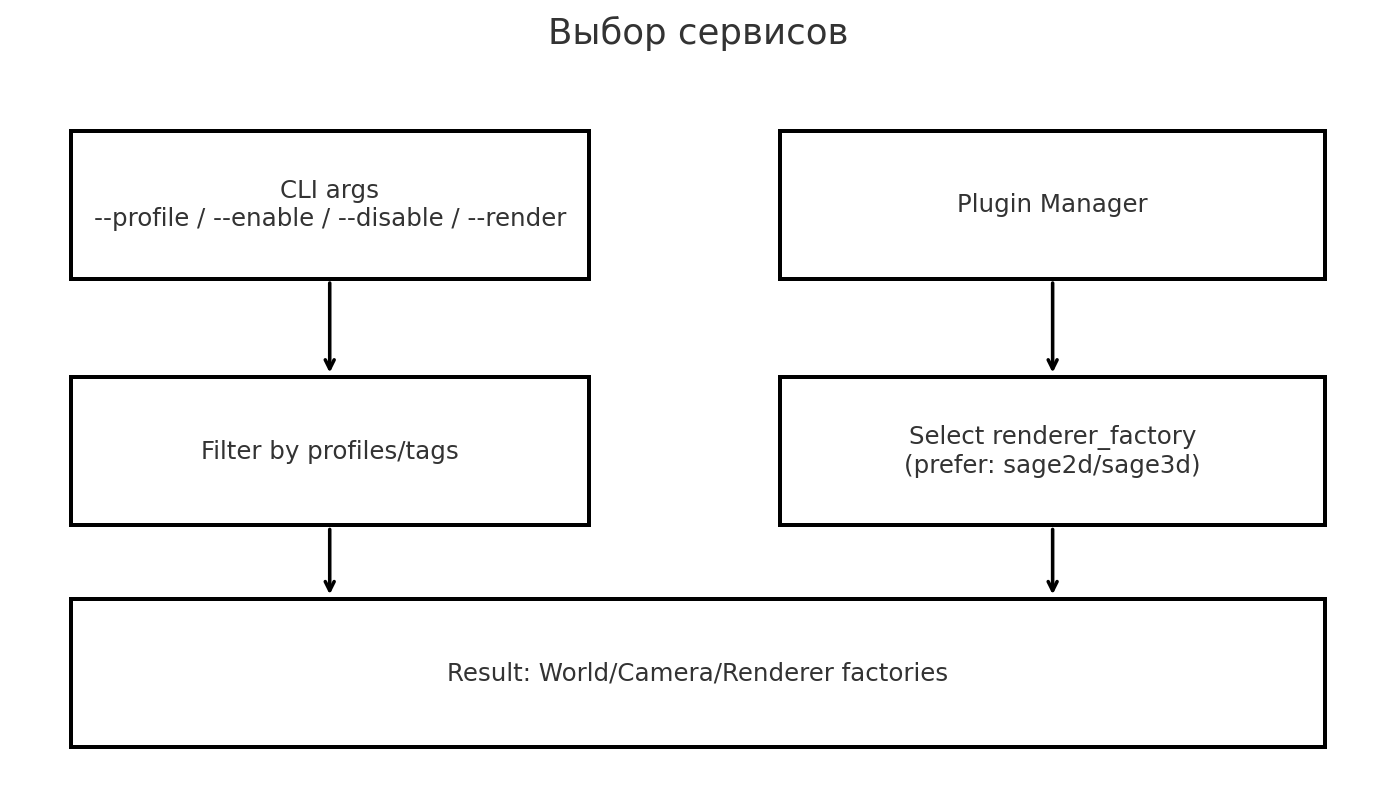 Выбор сервисов
CLI args
--profile / --enable / --disable / --render
Plugin Manager
Filter by profiles/tags
Select renderer_factory
(prefer: sage2d/sage3d)
Result: World/Camera/Renderer factories